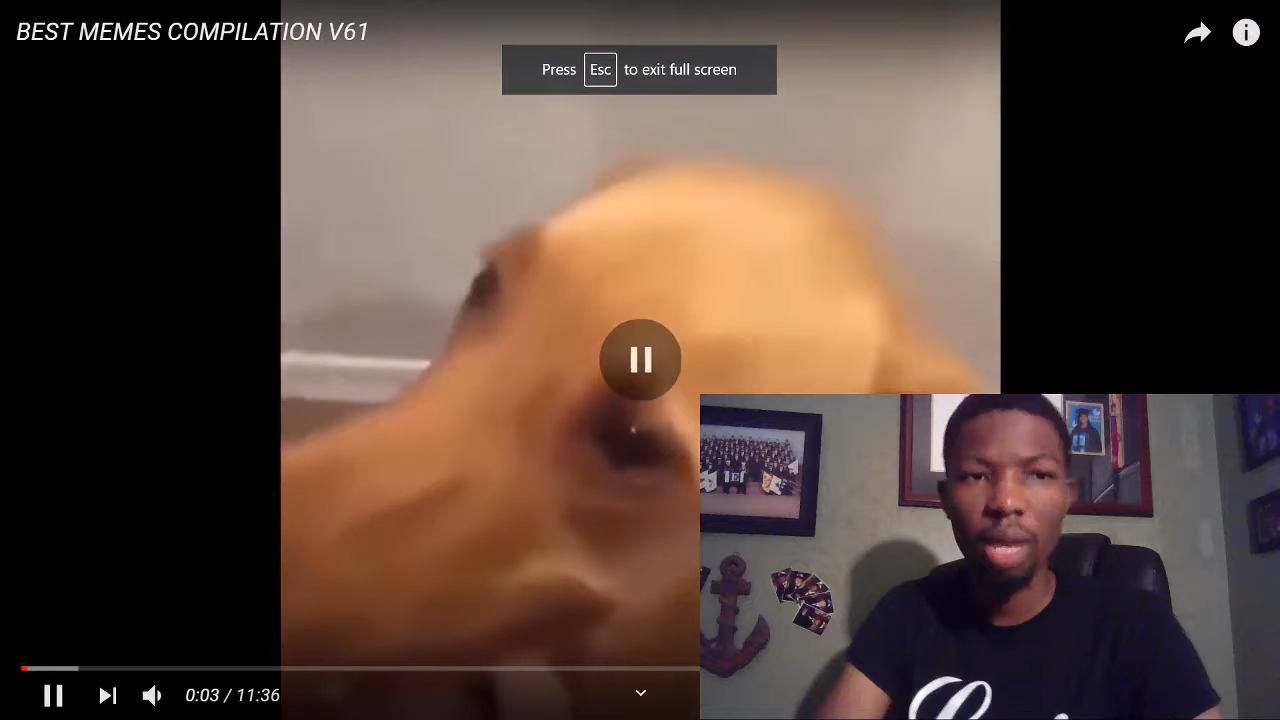 BEST MEMES COMPILATION V61
Press Esc to exit full screen
0:03 / 11:36